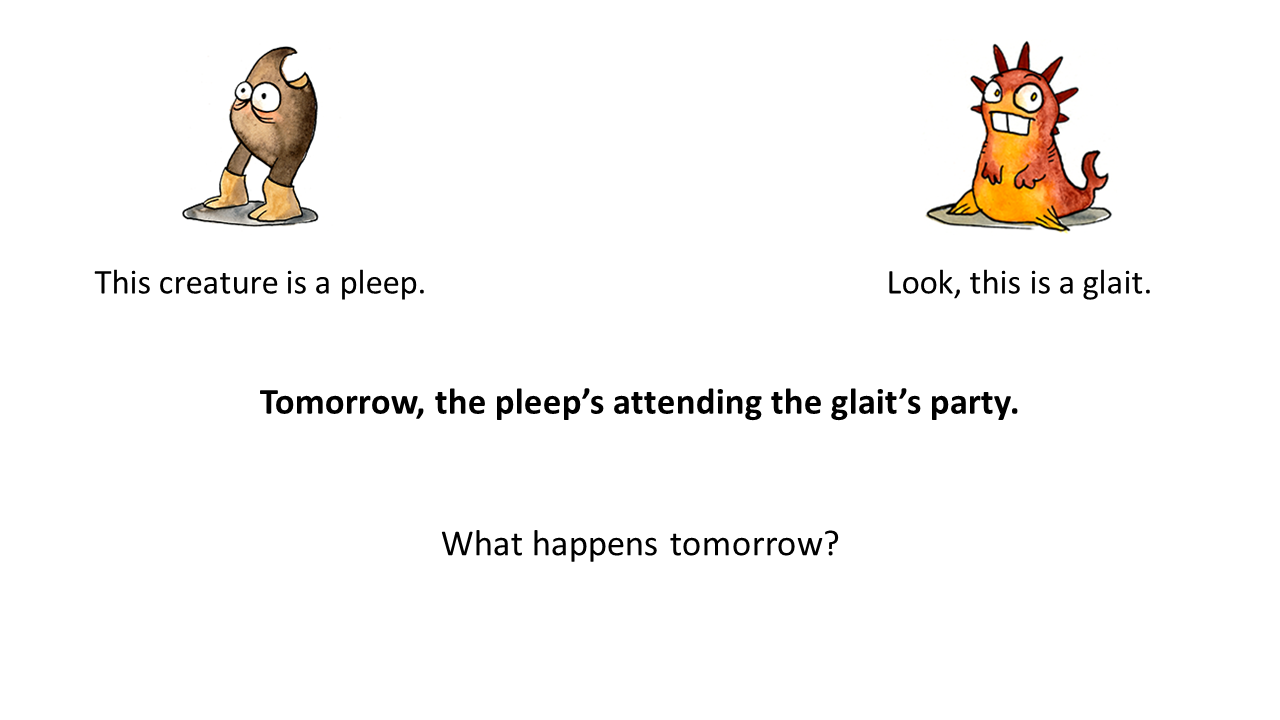 This creature is a pleep.
Look, this is a glait.
Tomorrow, the pleep’s attending the glait’s party.
What happens tomorrow?